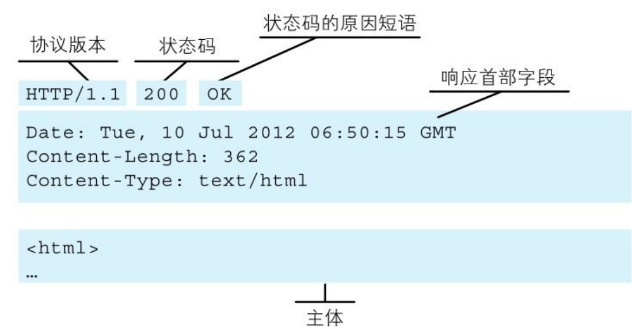 状态码的原因短语
协议版本
状态码
响应首部字段
HTTP/1.1 200 OK
Date: Tue, 10 Jul 2012 06:50:15 GMT
Content-Length: 362
Content-Type: text/html
<html>
…
主体